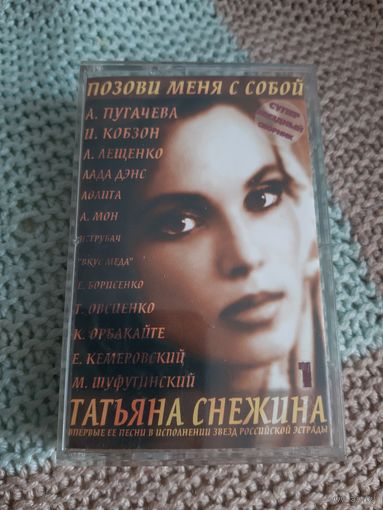 ПОЗОВИ МЕНЯ С СОБОЙ
А. ПУГАЧЕВА
И. КОБЗОН
Л. ЛЕЩЕНКО
ЛАДА ДЭНС
ЛОЛИТА
А. МОН
И. ТРУБАЧ
"ВКУС МЕДА"
Е. БОРИСЕНКО
Т. ОВСИЕНКО
К. ОРБАКАЙТЕ
Е. КЕМЕРОВСКИЙ
М. ШУФУТИНСКИЙ
СУПЕР
ЗВЕЗДНЫЙ
СБОРНИК
1
ТАТЬЯНА СНЕЖИНА
ВПЕРВЫЕ ЕЕ ПЕСНИ В ИСПОЛНЕНИИ ЗВЕЗД РОССИЙСКОЙ ЭСТРАДЫ